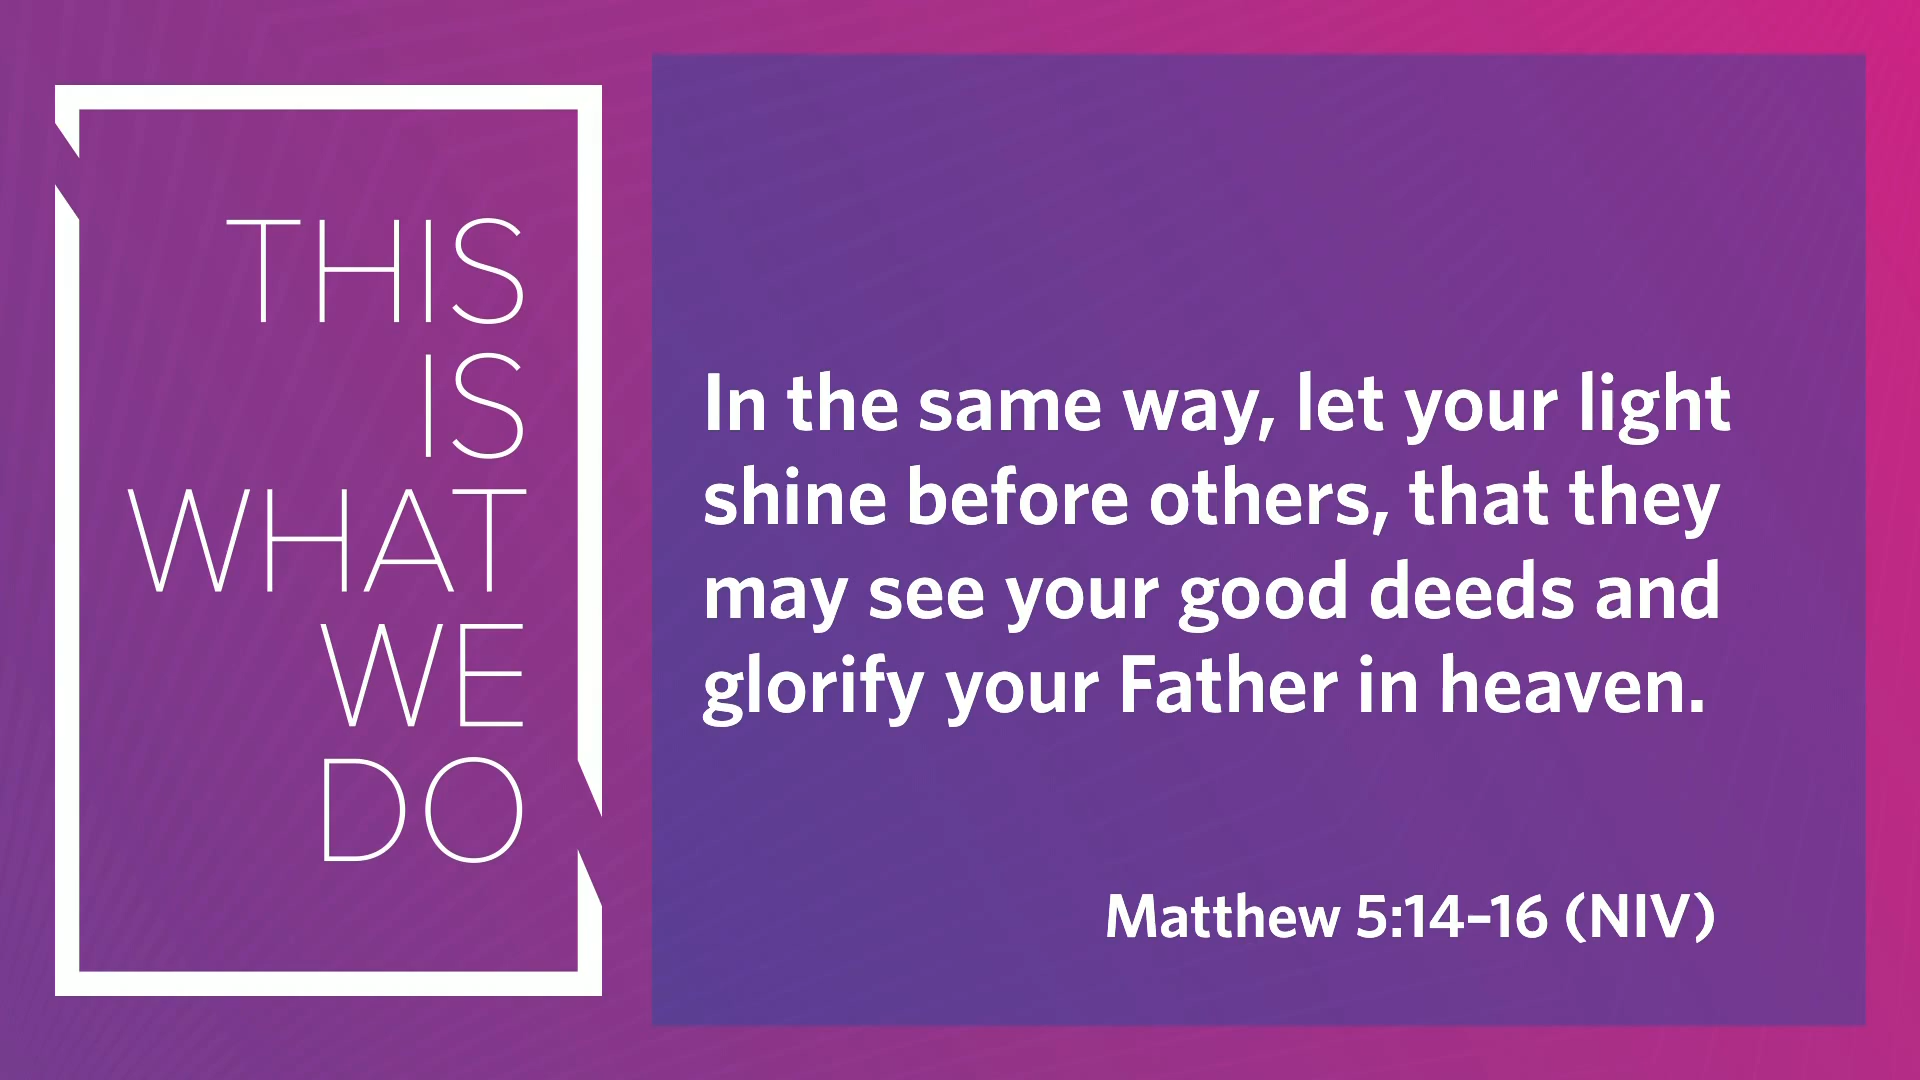 THIS
IS
WHAT
WE
DO
In the same way, let your light
shine before others, that they
may see your good deeds and
glorify your Father in heaven.
Matthew 5:14–16 (NIV)